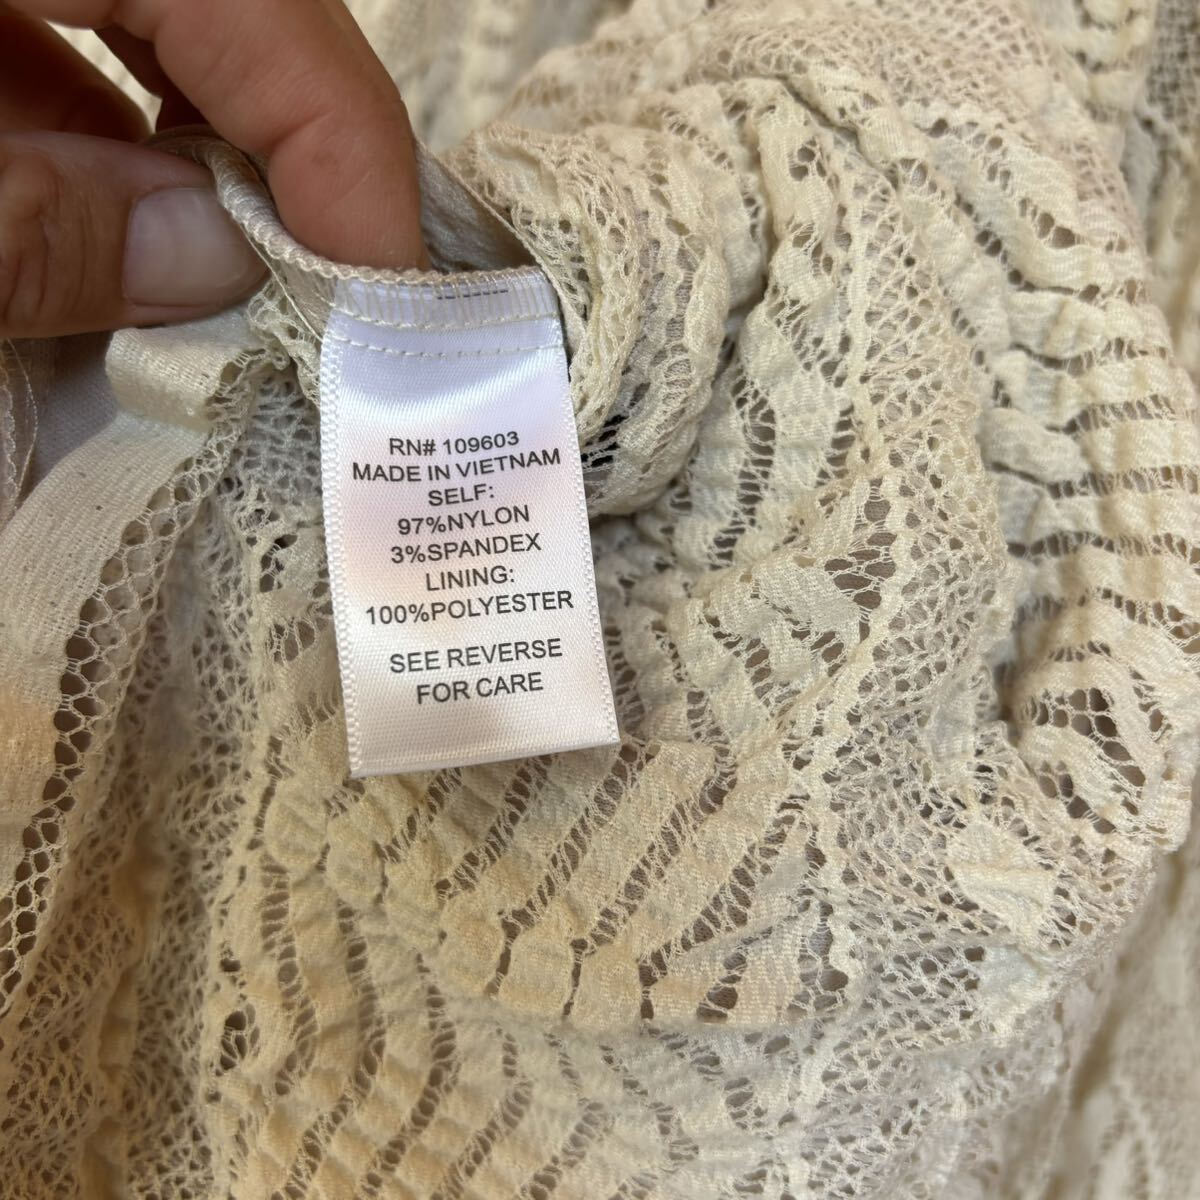 RN# 109603
MADE IN VIETNAM
SELF:
97%NYLON
3%SPANDEX
LINING:
100%POLYESTER
SEE REVERSE
FOR CARE